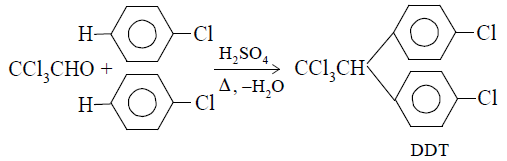 H- -Cl
CCl₃CHO +
H- -Cl
H₂SO₄
Δ, –H₂O
CCl₃CH
-Cl
-Cl
DDT